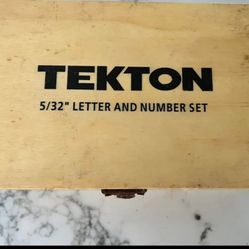 TEKTON
5/32" LETTER AND NUMBER SET